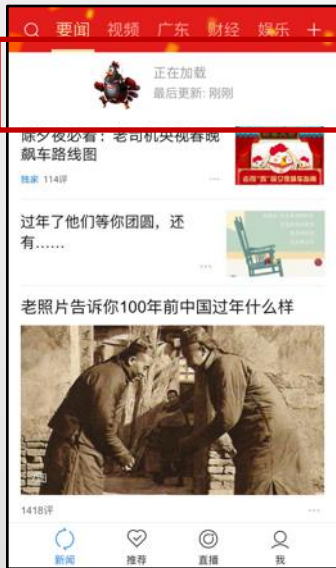 要闻 视频 广东 财经 娱乐 +
正在加载
最后更新: 刚刚
除夕夜必看：老司机央视春晚
飙车路线图
独家 114评
过年了他们等你团圆，还
有……
老照片告诉你100年前中国过年什么样
1418评
新闻 推荐 直播 我